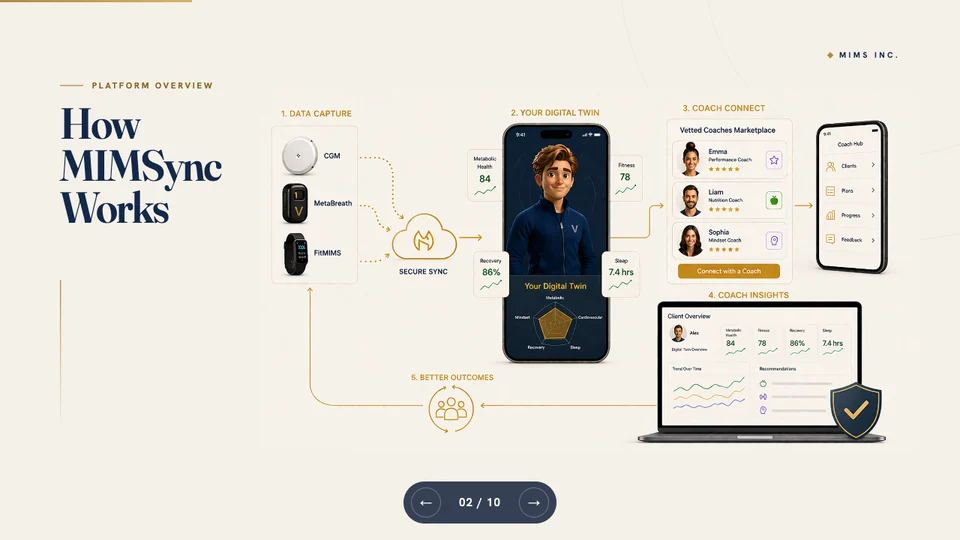 MIMS INC.
PLATFORM OVERVIEW
How
MIMSync
Works
1. DATA CAPTURE
CGM
MetaBreath
FitMIMS
SECURE SYNC
2. YOUR DIGITAL TWIN
9:41
Metabolic
Health
84
Fitness
78
Recovery
86%
Sleep
7.4 hrs
Your Digital Twin
Metabolic
Mindset
Cardiovascular
Recovery
Sleep
3. COACH CONNECT
Vetted Coaches Marketplace
Emma
Performance Coach
Liam
Nutrition Coach
Sophia
Mindset Coach
Connect with a Coach
9:41
Coach Hub
Clients
Plans
Progress
Feedback
4. COACH INSIGHTS
Client Overview
Alex
Digital Twin Overview
Metabolic
Health
84
Fitness
78
Recovery
86%
Sleep
7.4 hrs
Trend Over Time
Recommendations
5. BETTER OUTCOMES
02 / 10